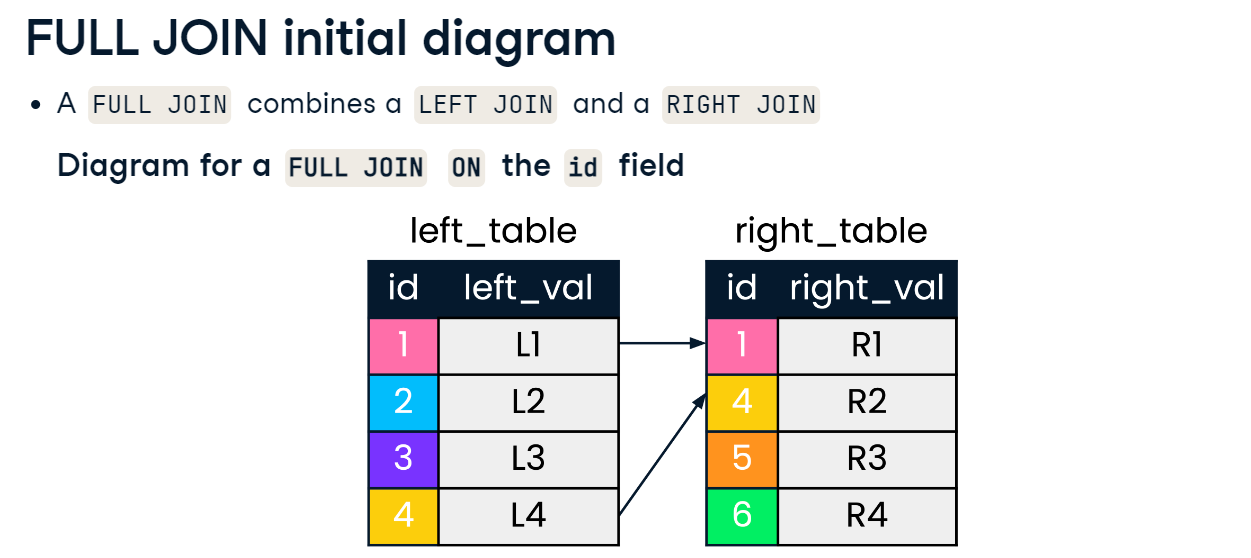 FULL JOIN initial diagram
• A FULL JOIN combines a LEFT JOIN and a RIGHT JOIN
Diagram for a FULL JOIN ON the id field
left_table right_table
id left_val id right_val
1 L1 1 R1
2 L2 4 R2
3 L3 5 R3
4 L4 6 R4